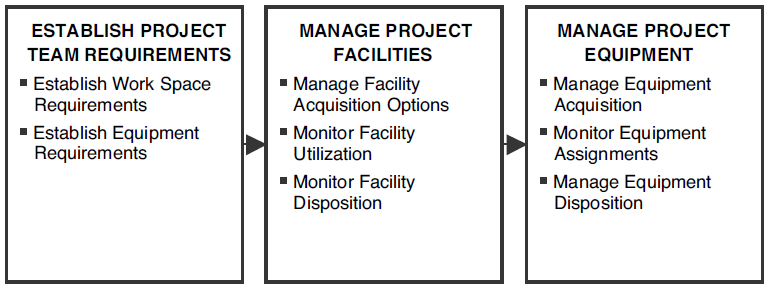 ESTABLISH PROJECT
TEAM REQUIREMENTS
▪ Establish Work Space
Requirements
▪ Establish Equipment
Requirements
MANAGE PROJECT
FACILITIES
▪ Manage Facility
Acquisition Options
▪ Monitor Facility
Utilization
▪ Monitor Facility
Disposition
MANAGE PROJECT
EQUIPMENT
▪ Manage Equipment
Acquisition
▪ Monitor Equipment
Assignments
▪ Manage Equipment
Disposition